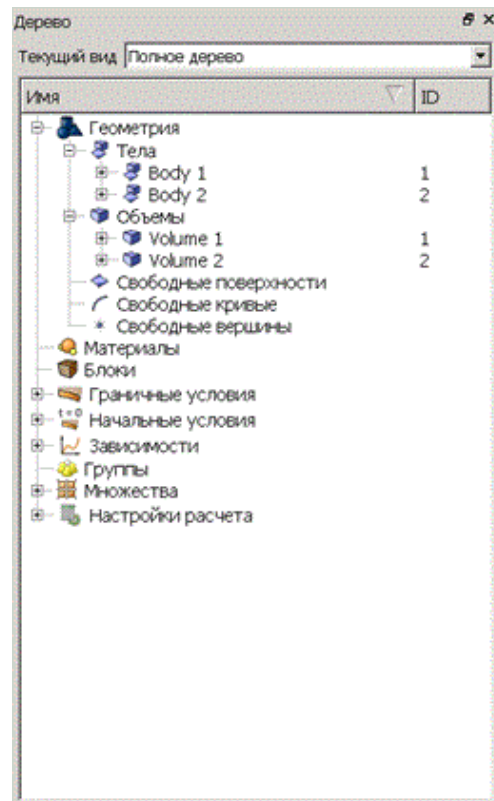 Дерево
Текущий вид Полное дерево
Имя ID
Геометрия
Тела
Body 1 1
Body 2 2
Объемы
Volume 1 1
Volume 2 2
Свободные поверхности
Свободные кривые
Свободные вершины
Материалы
Блоки
Граничные условия
t=0 Начальные условия
Зависимости
Группы
Множества
Настройки расчета